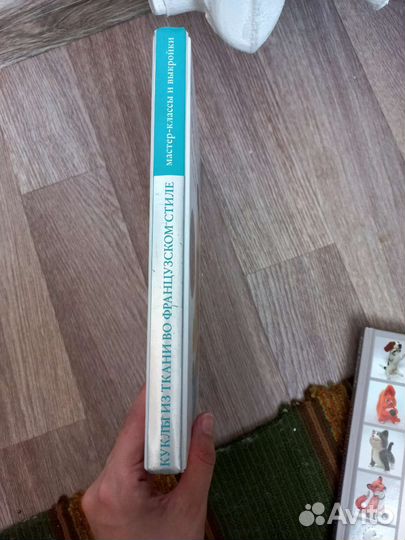 КУКЛЫ ИЗ ТКАНИ ВО ФРАНЦУЗСКОМ СТИЛЕ
мастер-классы и выкройки
Avito